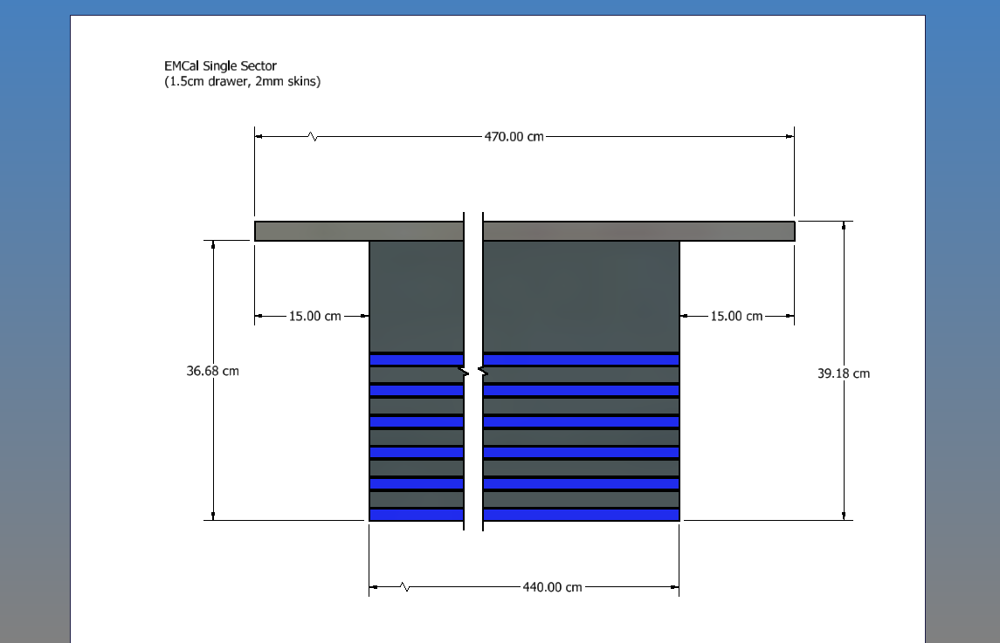 EMCal Single Sector
(1.5cm drawer, 2mm skins)
470.00 cm
15.00 cm
15.00 cm
36.68 cm
39.18 cm
440.00 cm